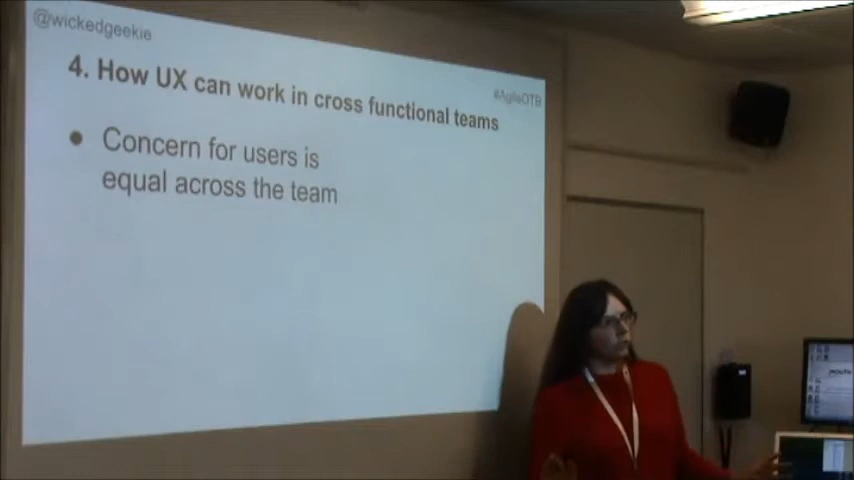 @wickedgeekie
#AgileOTB
4. How UX can work in cross functional teams
● Concern for users is
equal across the team